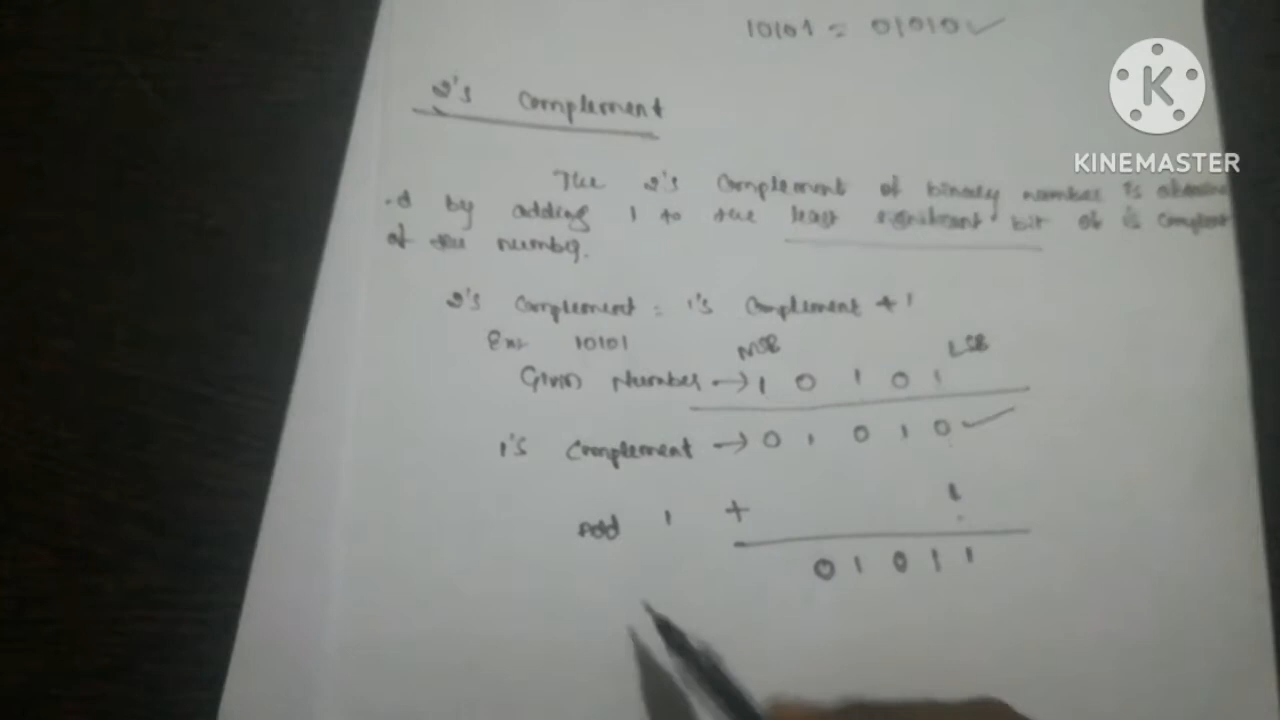 10101 = 01010 ✓
2's Complement
The 2's Complement of binary number is obtaine
-d by adding 1 to the least significant bit of 1's Complement
of the number.
2's Complement = 1's Complement + 1
Ex:- 10101
MSB LSB
Given Number → 1 0 1 0 1
1's Complement → 0 1 0 1 0 ✓
Add 1 + 1
0 1 0 1 1
K
KINEMASTER